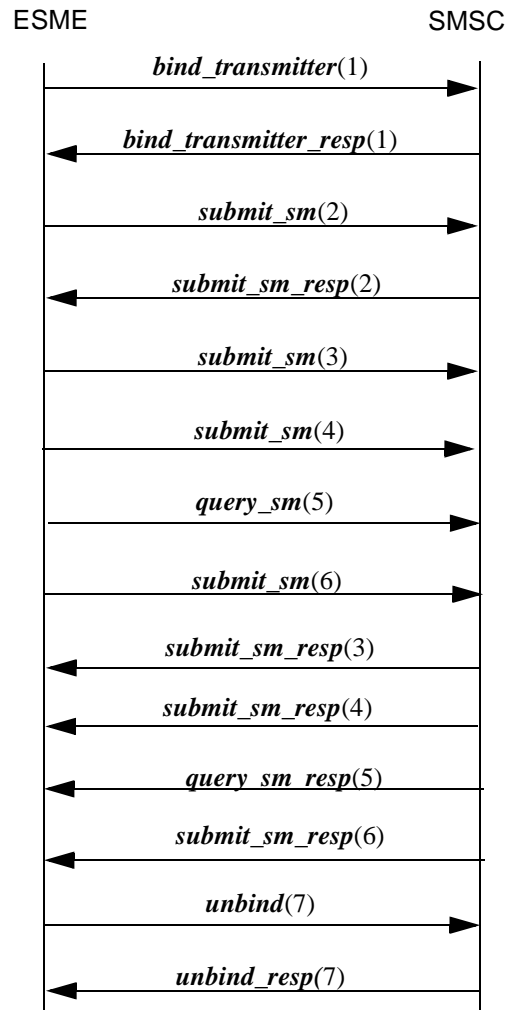 ESME SMSC
bind_transmitter(1)
bind_transmitter_resp(1)
submit_sm(2)
submit_sm_resp(2)
submit_sm(3)
submit_sm(4)
query_sm(5)
submit_sm(6)
submit_sm_resp(3)
submit_sm_resp(4)
query_sm_resp(5)
submit_sm_resp(6)
unbind(7)
unbind_resp(7)